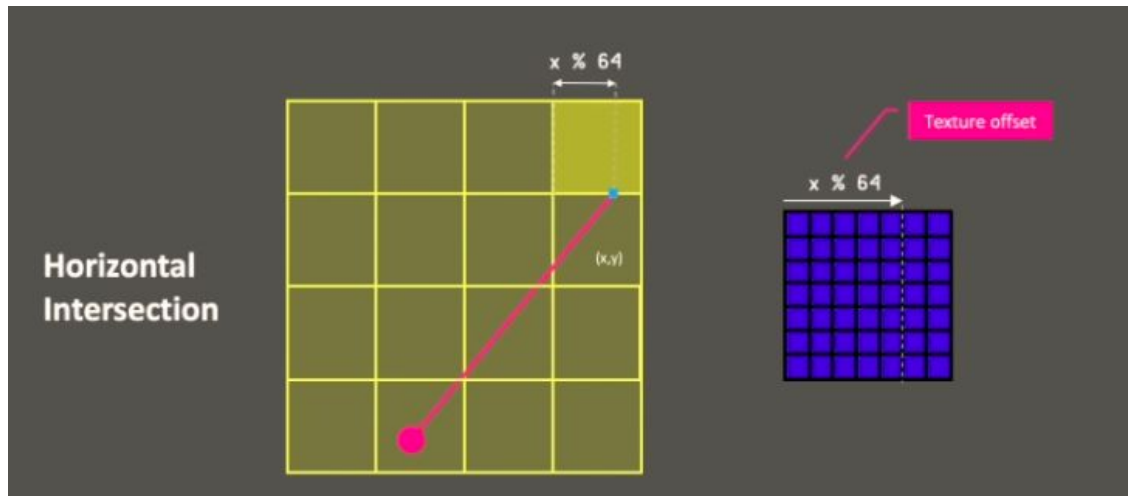 x % 64
Texture offset
x % 64
Horizontal
Intersection
(x,y)